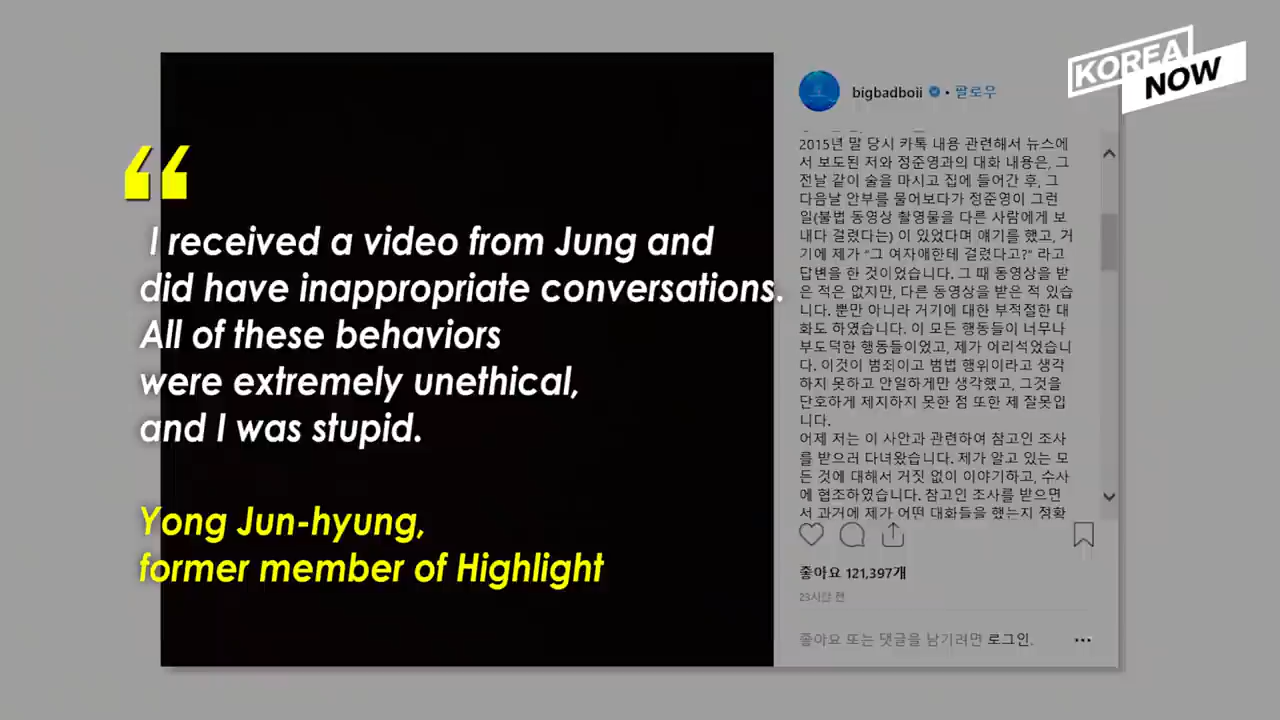 KOREA
NOW
“
I received a video from Jung and
did have inappropriate conversations.
All of these behaviors
were extremely unethical,
and I was stupid.
Yong Jun-hyung,
former member of Highlight
bigbadboii • 팔로우
2015년 말 당시 카톡 내용 관련해서 뉴스에
서 보도된 저와 정준영과의 대화 내용은, 그
전날 같이 술을 마시고 집에 들어간 후, 그
다음날 안부를 물어보다가 정준영이 그런
일(불법 동영상 촬영물을 다른 사람에게 보
내다 걸렸다는) 이 있었다며 얘기를 했고, 거
기에 제가 “그 여자애한테 걸렸다고?” 라고
답변을 한 것이었습니다. 그 때 동영상을 받
은 적은 없지만, 다른 동영상을 받은 적 있습
니다. 뿐만 아니라 거기에 대한 부적절한 대
화도 하였습니다. 이 모든 행동들이 너무나
부도덕한 행동들이었고, 제가 어리석었습니
다. 이것이 범죄이고 범법 행위이라고 생각
하지 못하고 안일하게만 생각했고, 그것을
단호하게 제지하지 못한 점 또한 제 잘못입
니다.
어제 저는 이 사안과 관련하여 참고인 조사
를 받으러 다녀왔습니다. 제가 알고 있는 모
든 것에 대해서 거짓 없이 이야기하고, 수사
에 협조하였습니다. 참고인 조사를 받으면
서 과거에 제가 어떤 대화들을 했는지 정확
좋아요 121,397개
23시간 전
좋아요 또는 댓글을 남기려면 로그인.